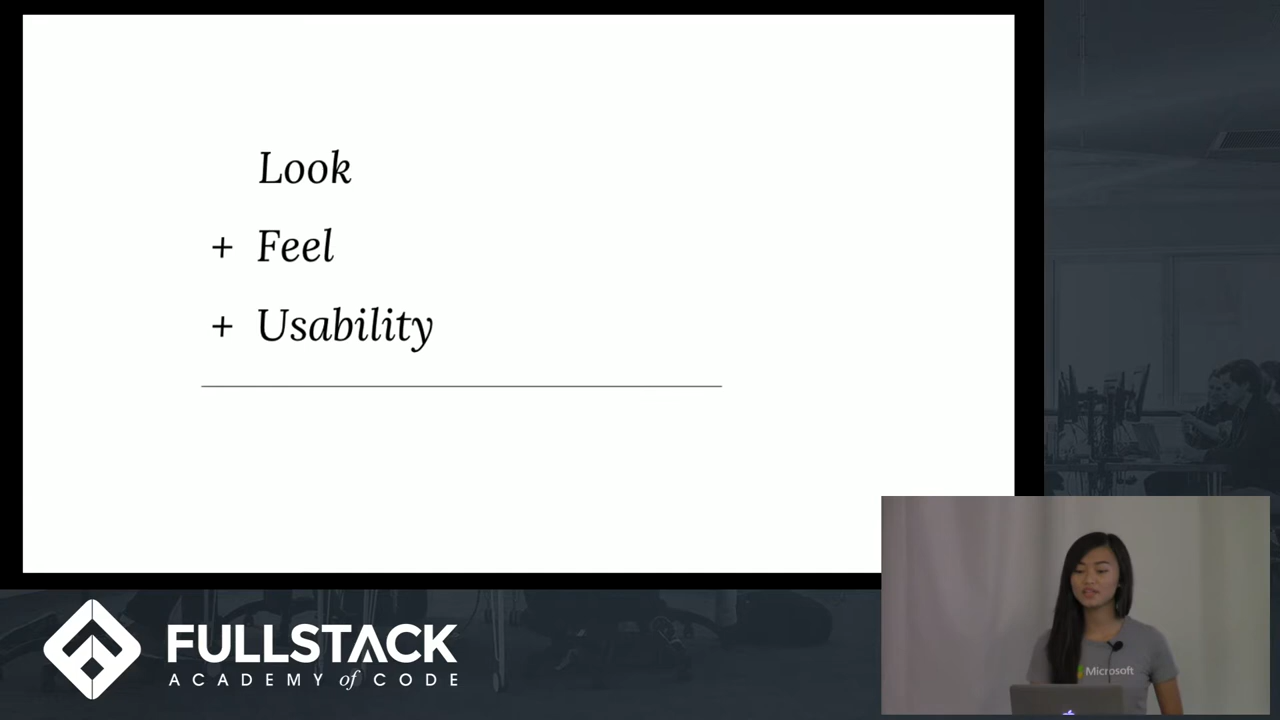 Look
+ Feel
+ Usability
FULLSTACK
ACADEMY of CODE
Microsoft